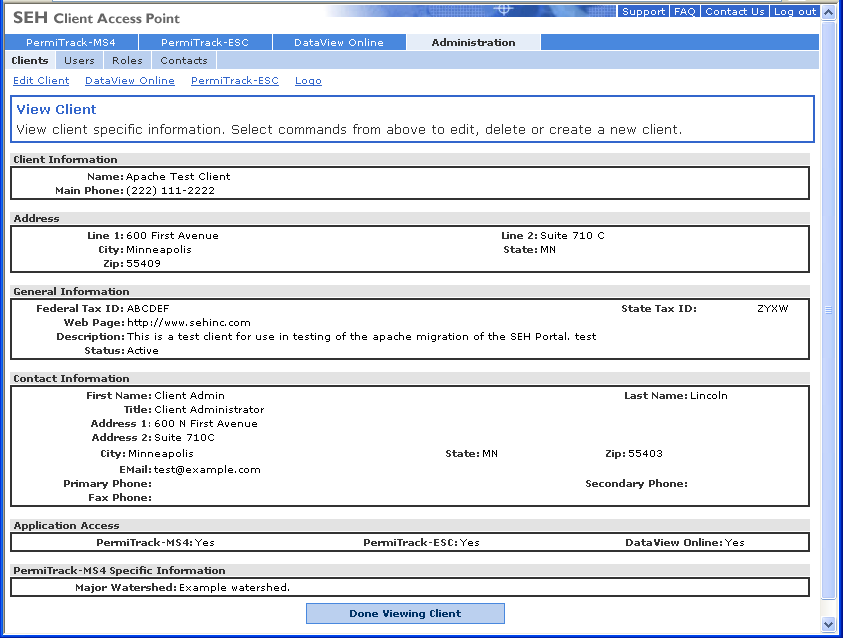 SEH Client Access Point
Support FAQ Contact Us Log out
PermiTrack-MS4 PermiTrack-ESC DataView Online Administration
Clients Users Roles Contacts
Edit Client DataView Online PermiTrack-ESC Logo
View Client
View client specific information. Select commands from above to edit, delete or create a new client.
Client Information
Name: Apache Test Client
Main Phone: (222) 111-2222
Address
Line 1: 600 First Avenue Line 2: Suite 710 C
City: Minneapolis State: MN
Zip: 55409
General Information
Federal Tax ID: ABCDEF State Tax ID: ZYXW
Web Page: http://www.sehinc.com
Description: This is a test client for use in testing of the apache migration of the SEH Portal. test
Status: Active
Contact Information
First Name: Client Admin Last Name: Lincoln
Title: Client Administrator
Address 1: 600 N First Avenue
Address 2: Suite 710C
City: Minneapolis State: MN Zip: 55403
EMail: test@example.com
Primary Phone: Secondary Phone:
Fax Phone:
Application Access
PermiTrack-MS4: Yes PermiTrack-ESC: Yes DataView Online: Yes
PermiTrack-MS4 Specific Information
Major Watershed: Example watershed.
Done Viewing Client